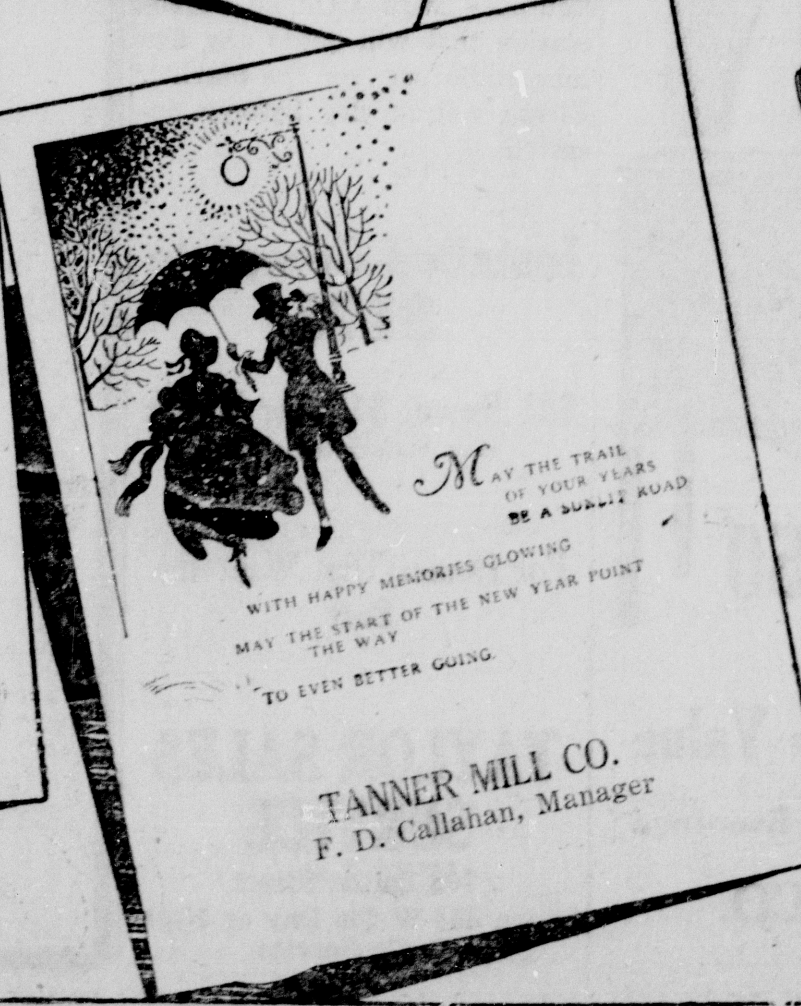 MAY THE TRAIL
OF YOUR YEARS
BE A SUNLIT ROAD
WITH HAPPY MEMORIES GLOWING
MAY THE START OF THE NEW YEAR POINT
THE WAY
TO EVEN BETTER GOING.
TANNER MILL CO.
F. D. Callahan, Manager